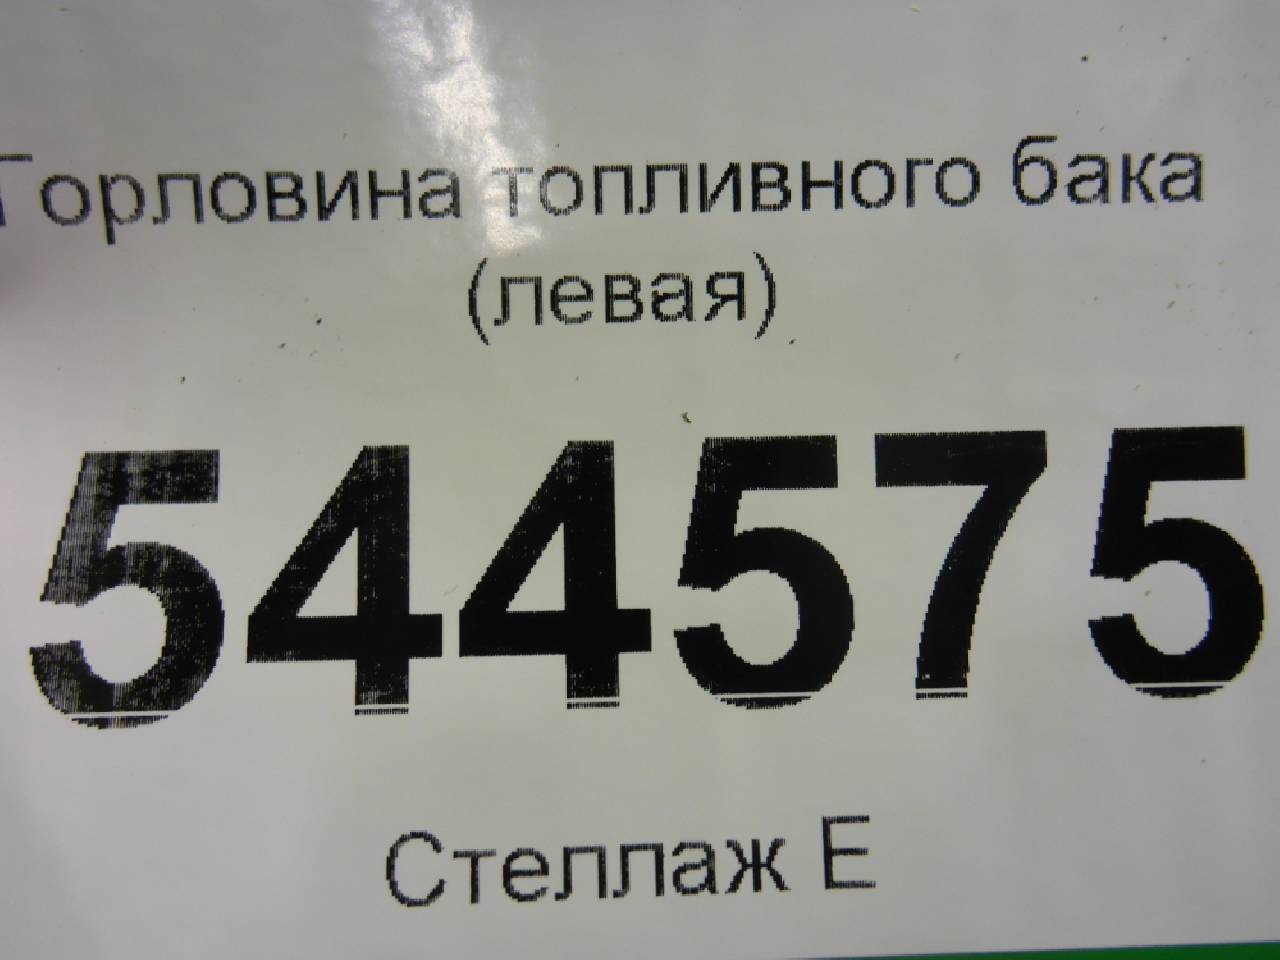 Горловина топливного бака
(левая)
544575
Стеллаж Е